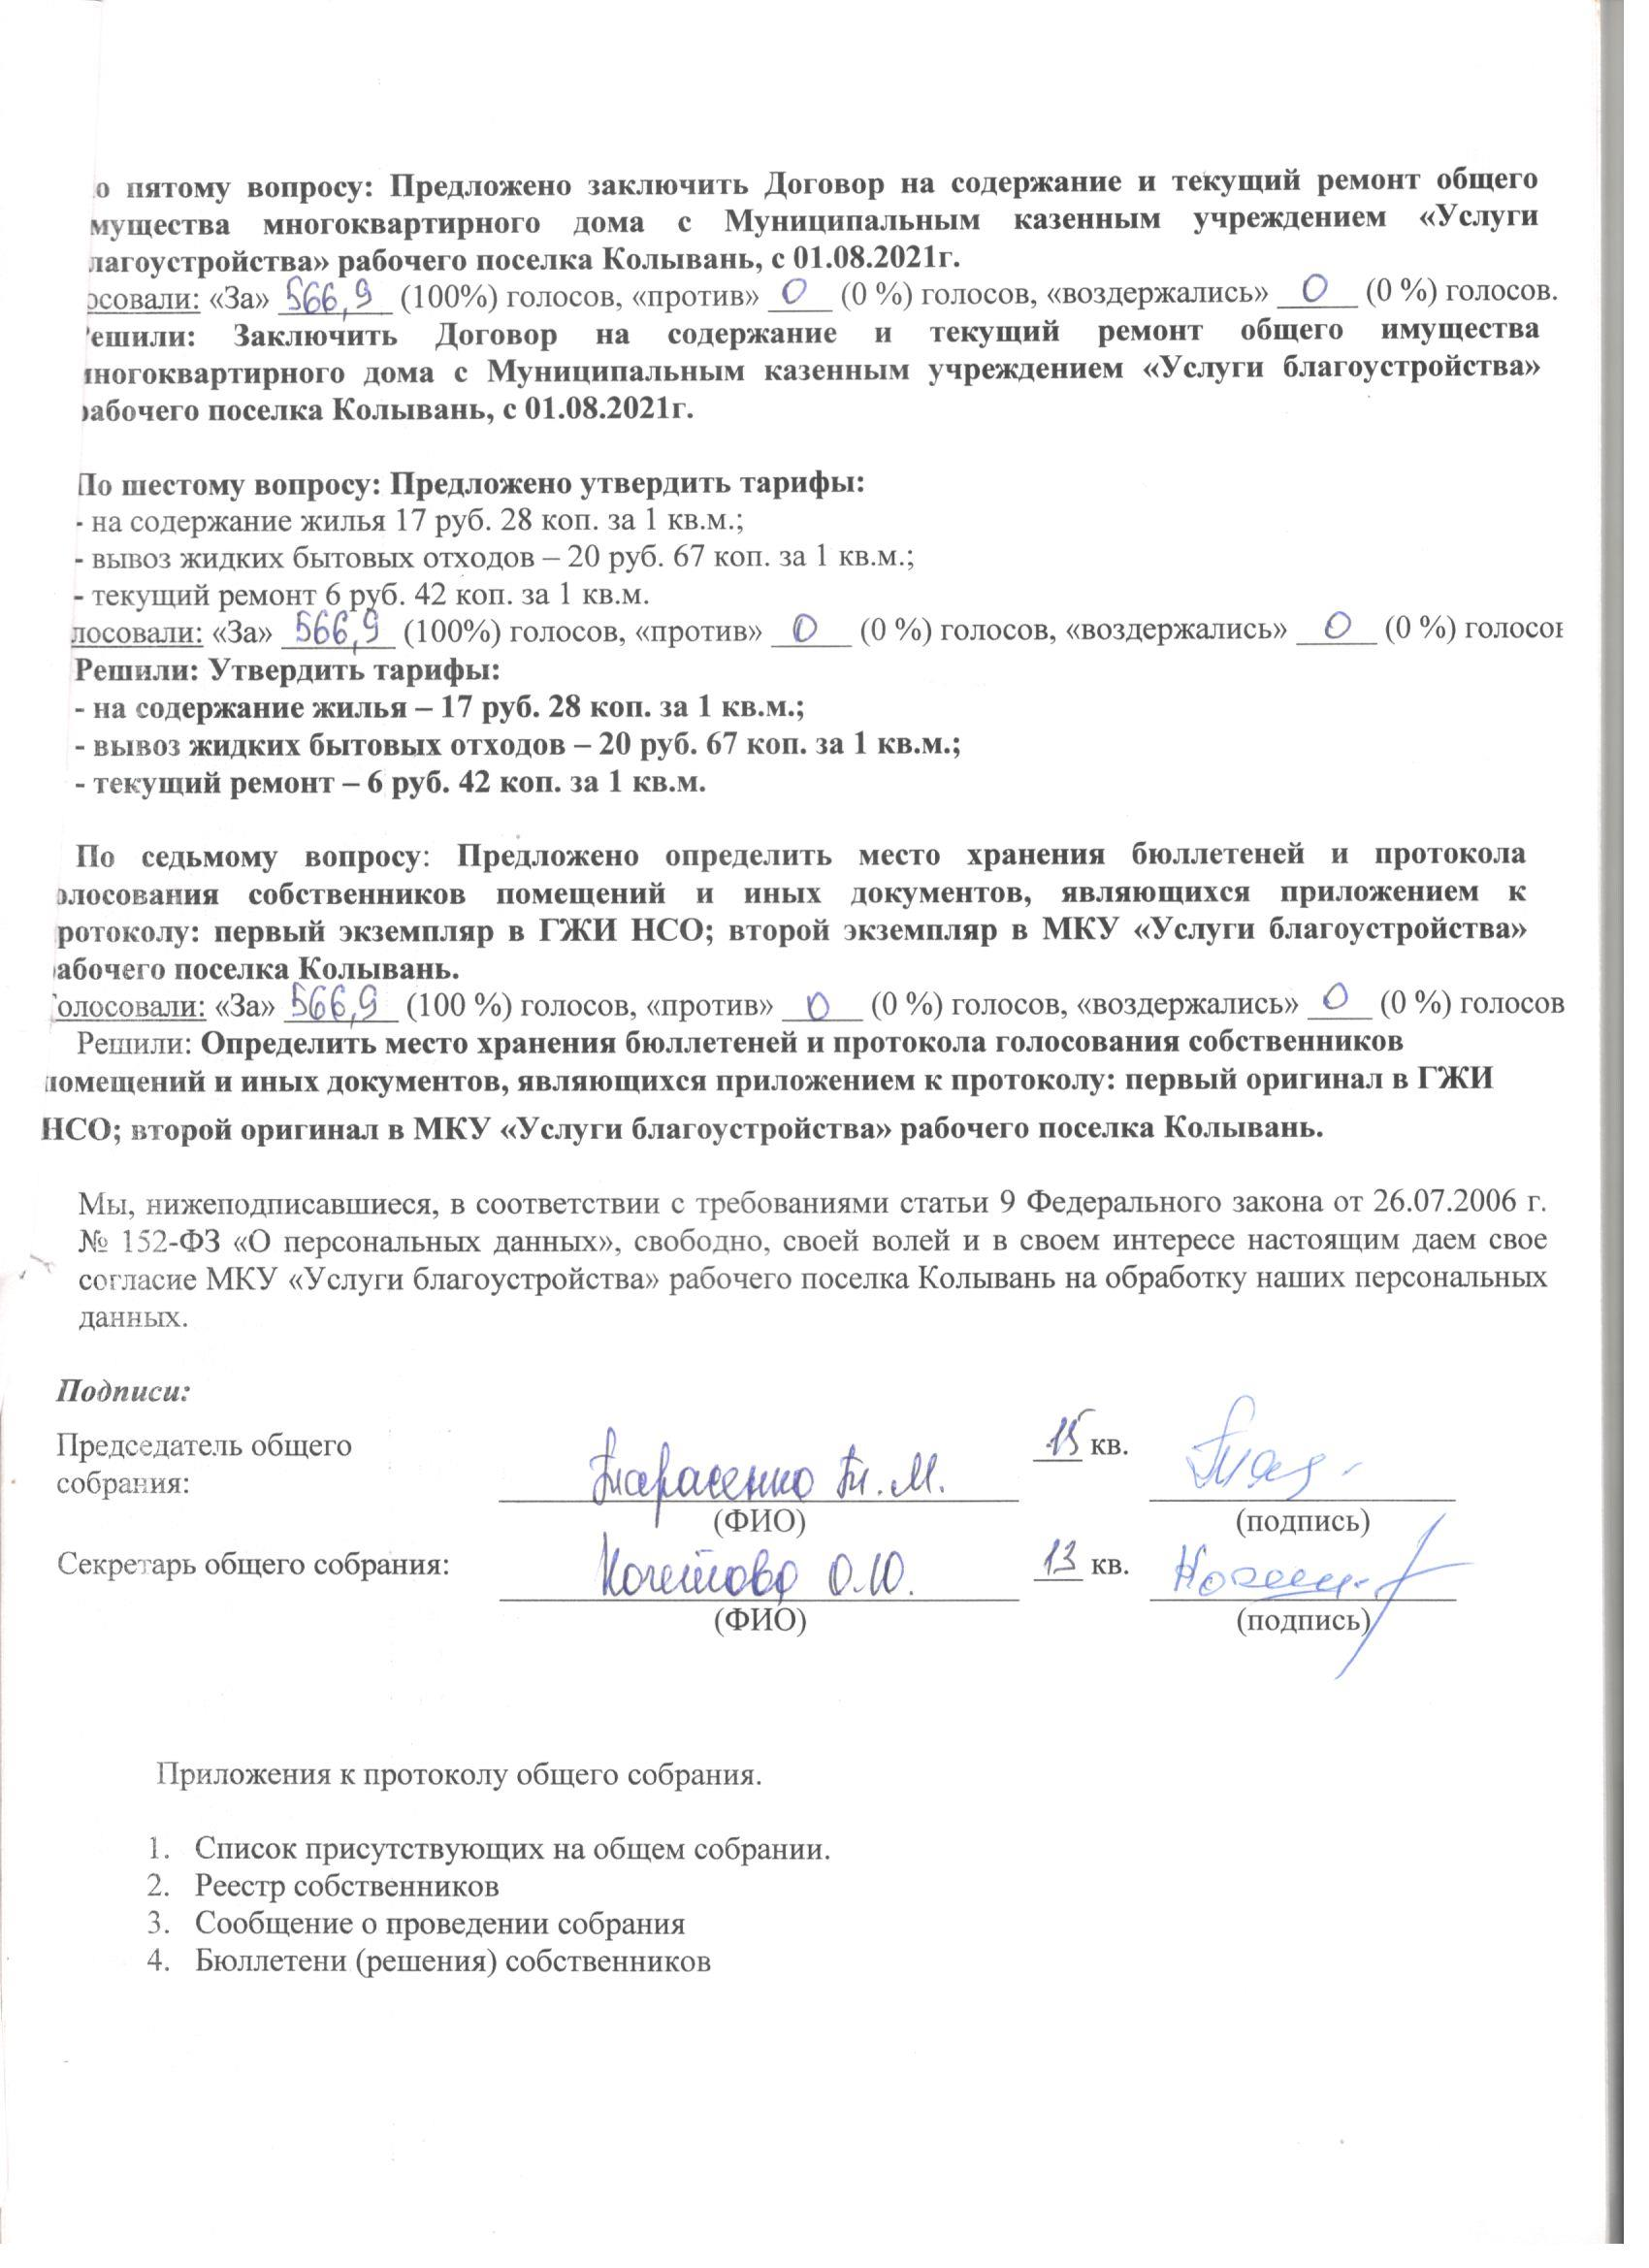 о пятому вопросу: Предложено заключить Договор на содержание и текущий ремонт общего
мущества многоквартирного дома с Муниципальным казенным учреждением «Услуги
лагоустройства» рабочего поселка Колывань, с 01.08.2021г.
осовали: «За» 566,9 (100%) голосов, «против» 0 (0 %) голосов, «воздержались» 0 (0 %) голосов.
ешили: Заключить Договор на содержание и текущий ремонт общего имущества
многоквартирного дома с Муниципальным казенным учреждением «Услуги благоустройства»
рабочего поселка Колывань, с 01.08.2021г.
По шестому вопросу: Предложено утвердить тарифы:
- на содержание жилья 17 руб. 28 коп. за 1 кв.м.;
- вывоз жидких бытовых отходов – 20 руб. 67 коп. за 1 кв.м.;
- текущий ремонт 6 руб. 42 коп. за 1 кв.м.
лосовали: «За» 566,9 (100%) голосов, «против» 0 (0 %) голосов, «воздержались» 0 (0 %) голосов
Решили: Утвердить тарифы:
- на содержание жилья – 17 руб. 28 коп. за 1 кв.м.;
- вывоз жидких бытовых отходов – 20 руб. 67 коп. за 1 кв.м.;
- текущий ремонт – 6 руб. 42 коп. за 1 кв.м.
По седьмому вопросу: Предложено определить место хранения бюллетеней и протокола
олосования собственников помещений и иных документов, являющихся приложением к
ротоколу: первый экземпляр в ГЖИ НСО; второй экземпляр в МКУ «Услуги благоустройства»
рабочего поселка Колывань.
Голосовали: «За» 566,9 (100 %) голосов, «против» 0 (0 %) голосов, «воздержались» 0 (0 %) голосов
Решили: Определить место хранения бюллетеней и протокола голосования собственников
помещений и иных документов, являющихся приложением к протоколу: первый оригинал в ГЖИ
НСО; второй оригинал в МКУ «Услуги благоустройства» рабочего поселка Колывань.
Мы, нижеподписавшиеся, в соответствии с требованиями статьи 9 Федерального закона от 26.07.2006 г.
№ 152-ФЗ «О персональных данных», свободно, своей волей и в своем интересе настоящим даем свое
согласие МКУ «Услуги благоустройства» рабочего поселка Колывань на обработку наших персональных
данных.
Подписи:
Председатель общего
собрания: Тарасенко Т.М. 15 кв.
(ФИО) (подпись)
Секретарь общего собрания: Кочетова О.Ю. 13 кв.
(ФИО) (подпись)
Приложения к протоколу общего собрания.
1. Список присутствующих на общем собрании.
2. Реестр собственников
3. Сообщение о проведении собрания
4. Бюллетени (решения) собственников